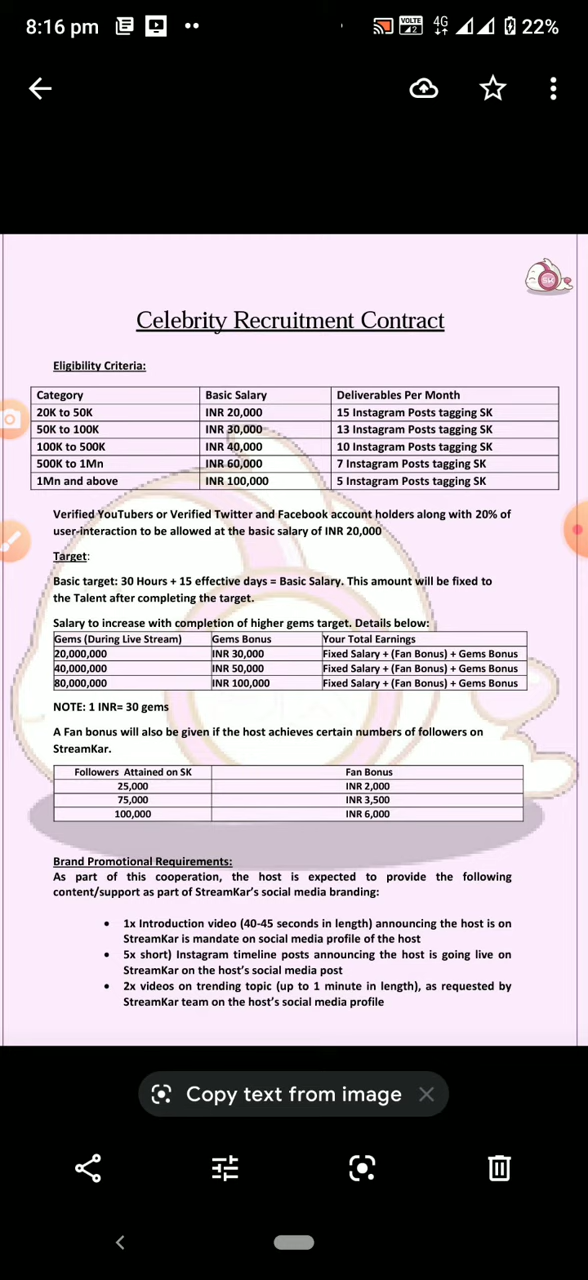 8:16 pm
VOLTE
2
4G
22%
SK
Celebrity Recruitment Contract
Eligibility Criteria:
Category Basic Salary Deliverables Per Month
20K to 50K INR 20,000 15 Instagram Posts tagging SK
50K to 100K INR 30,000 13 Instagram Posts tagging SK
100K to 500K INR 40,000 10 Instagram Posts tagging SK
500K to 1Mn INR 60,000 7 Instagram Posts tagging SK
1Mn and above INR 100,000 5 Instagram Posts tagging SK
Verified YouTubers or Verified Twitter and Facebook account holders along with 20% of
user-interaction to be allowed at the basic salary of INR 20,000
Target:
Basic target: 30 Hours + 15 effective days = Basic Salary. This amount will be fixed to
the Talent after completing the target.
Salary to increase with completion of higher gems target. Details below:
Gems (During Live Stream) Gems Bonus Your Total Earnings
20,000,000 INR 30,000 Fixed Salary + (Fan Bonus) + Gems Bonus
40,000,000 INR 50,000 Fixed Salary + (Fan Bonus) + Gems Bonus
80,000,000 INR 100,000 Fixed Salary + (Fan Bonus) + Gems Bonus
NOTE: 1 INR= 30 gems
A Fan bonus will also be given if the host achieves certain numbers of followers on
StreamKar.
Followers Attained on SK Fan Bonus
25,000 INR 2,000
75,000 INR 3,500
100,000 INR 6,000
Brand Promotional Requirements:
As part of this cooperation, the host is expected to provide the following
content/support as part of StreamKar's social media branding:
• 1x Introduction video (40-45 seconds in length) announcing the host is on
StreamKar is mandate on social media profile of the host
• 5x short) Instagram timeline posts announcing the host is going live on
StreamKar on the host's social media post
• 2x videos on trending topic (up to 1 minute in length), as requested by
StreamKar team on the host's social media profile
Copy text from image